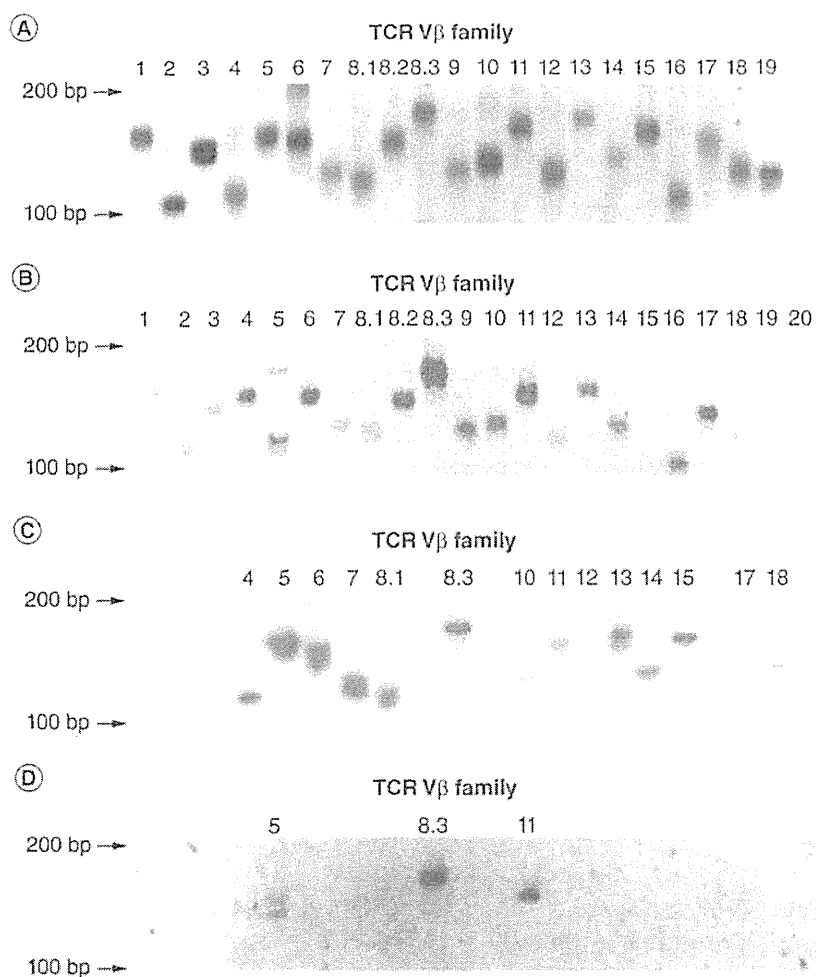 A
TCR Vβ family
1 2 3 4 5 6 7 8.1 8.2 8.3 9 10 11 12 13 14 15 16 17 18 19
200 bp →
100 bp →
B
TCR Vβ family
1 2 3 4 5 6 7 8.1 8.2 8.3 9 10 11 12 13 14 15 16 17 18 19 20
200 bp →
100 bp →
C
TCR Vβ family
4 5 6 7 8.1 8.3 10 11 12 13 14 15 17 18
200 bp →
100 bp →
D
TCR Vβ family
5 8.3 11
200 bp →
100 bp →